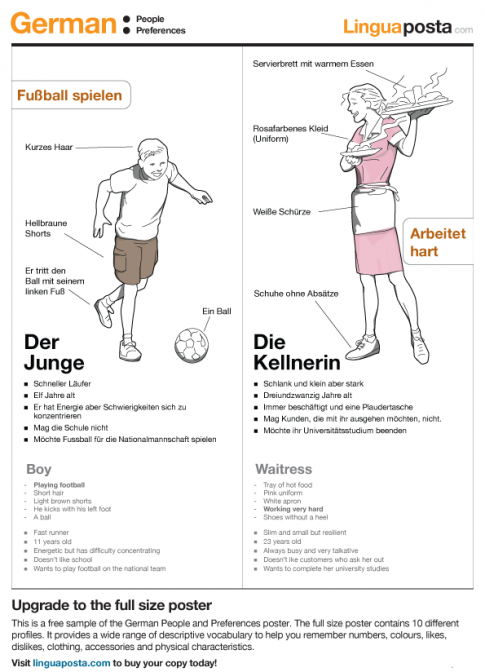 German
People
Preferences
Linguaposta.com
Servierbrett mit warmem Essen
Fußball spielen
Kurzes Haar
Rosafarbenes Kleid
(Uniform)
Hellbraune
Shorts
Weiße Schürze
Arbeitet
hart
Er tritt den
Ball mit seinem
linken Fuß
Schuhe ohne Absätze
Ein Ball
Der
Junge
Schneller Läufer
Elf Jahre alt
Er hat Energie aber Schwierigkeiten sich zu
konzentrieren
Mag die Schule nicht
Möchte Fussball für die Nationalmannschaft spielen
Boy
- Playing football
- Short hair
- Light brown shorts
- He kicks with his left foot
- A ball
Fast runner
11 years old
Energetic but has difficulty concentrating
Doesn't like school
Wants to play football on the national team
Die
Kellnerin
Schlank und klein aber stark
Dreiundzwanzig Jahre alt
Immer beschäftigt und eine Plaudertasche
Mag Kunden, die mit ihr ausgehen möchten, nicht.
Möchte ihr Universitätsstudium beenden
Waitress
- Tray of hot food
- Pink uniform
- White apron
- Working very hard
- Shoes without a heel
Slim and small but resilient
23 years old
Always busy and very talkative
Doesn't like customers who ask her out
Wants to complete her university studies
Upgrade to the full size poster
This is a free sample of the German People and Preferences poster. The full size poster contains 10 different
profiles. It provides a wide range of descriptive vocabulary to help you remember numbers, colours, likes,
dislikes, clothing, accessories and physical characteristics.
Visit linguaposta.com to buy your copy today!